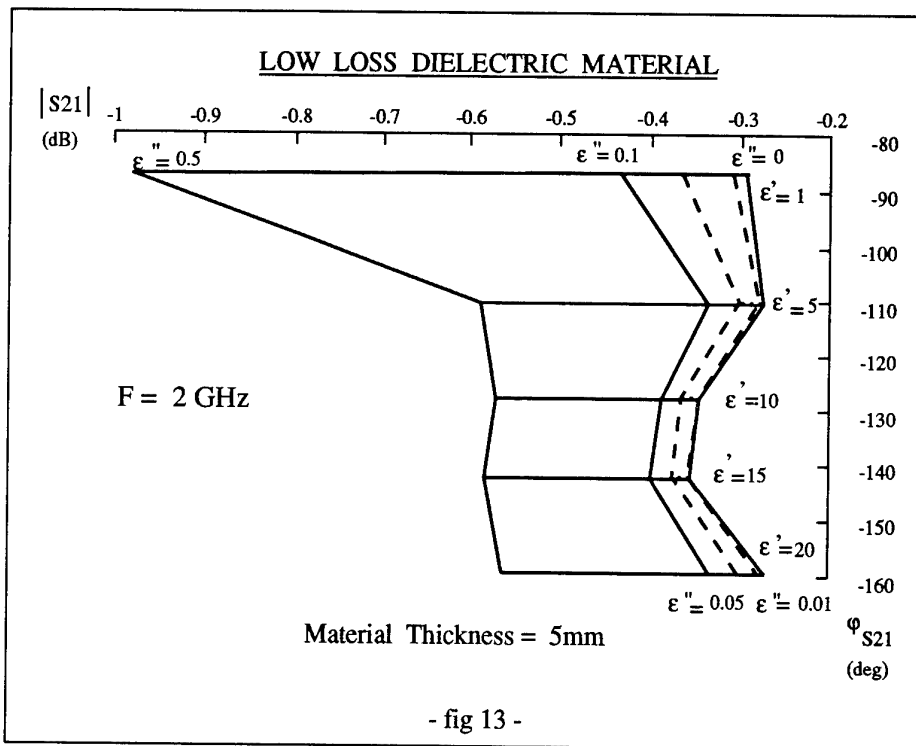 LOW LOSS DIELECTRIC MATERIAL
|S21|
(dB)
-1 -0.9 -0.8 -0.7 -0.6 -0.5 -0.4 -0.3 -0.2
ε"= 0.5 ε"= 0.1 ε"= 0
-80
ε'= 1
-90
-100
ε'= 5
-110
-120
F = 2 GHz
ε'=10
-130
-140
ε'=15
-150
ε'=20
-160
ε"= 0.05 ε"= 0.01
φS21
(deg)
Material Thickness = 5mm
- fig 13 -